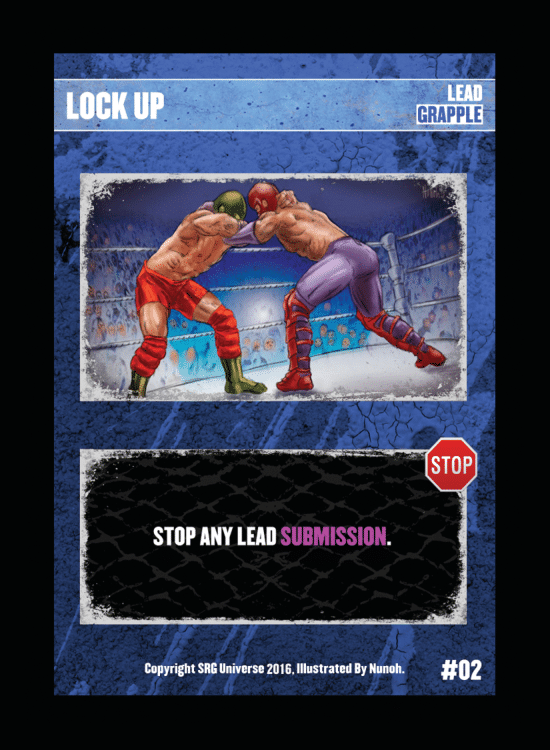 LOCK UP
LEAD
GRAPPLE
STOP
STOP ANY LEAD SUBMISSION.
Copyright SRG Universe 2016, Illustrated By Nunoh.
#02